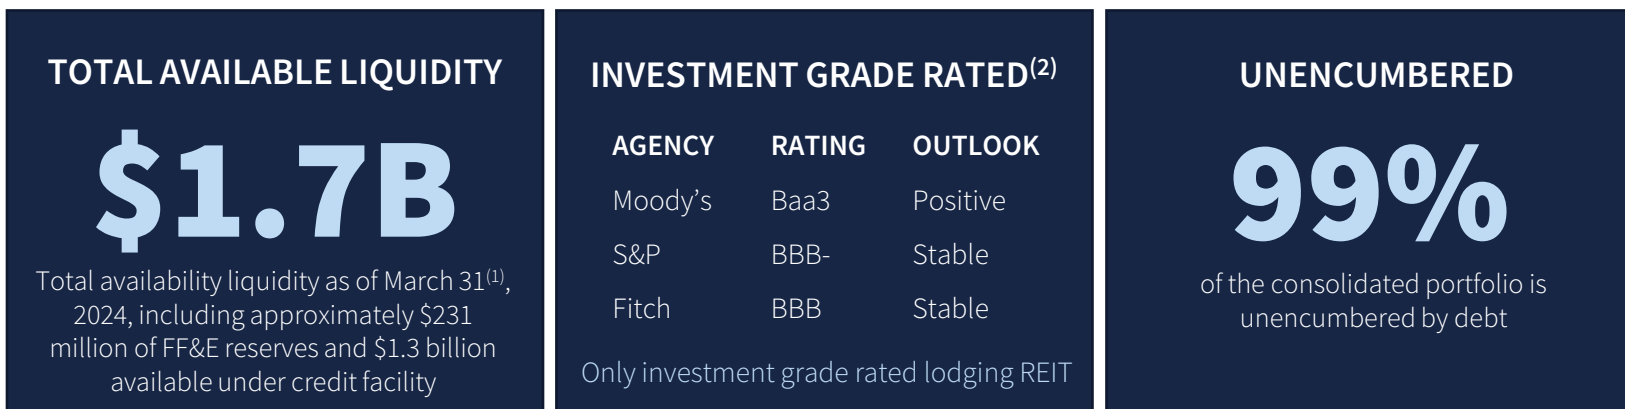 TOTAL AVAILABLE LIQUIDITY
$1.7B
Total availability liquidity as of March 31(1),
2024, including approximately $231
million of FF&E reserves and $1.3 billion
available under credit facility
INVESTMENT GRADE RATED(2)
AGENCY RATING OUTLOOK
Moody’s Baa3 Positive
S&P BBB- Stable
Fitch BBB Stable
Only investment grade rated lodging REIT
UNENCUMBERED
99%
of the consolidated portfolio is
unencumbered by debt